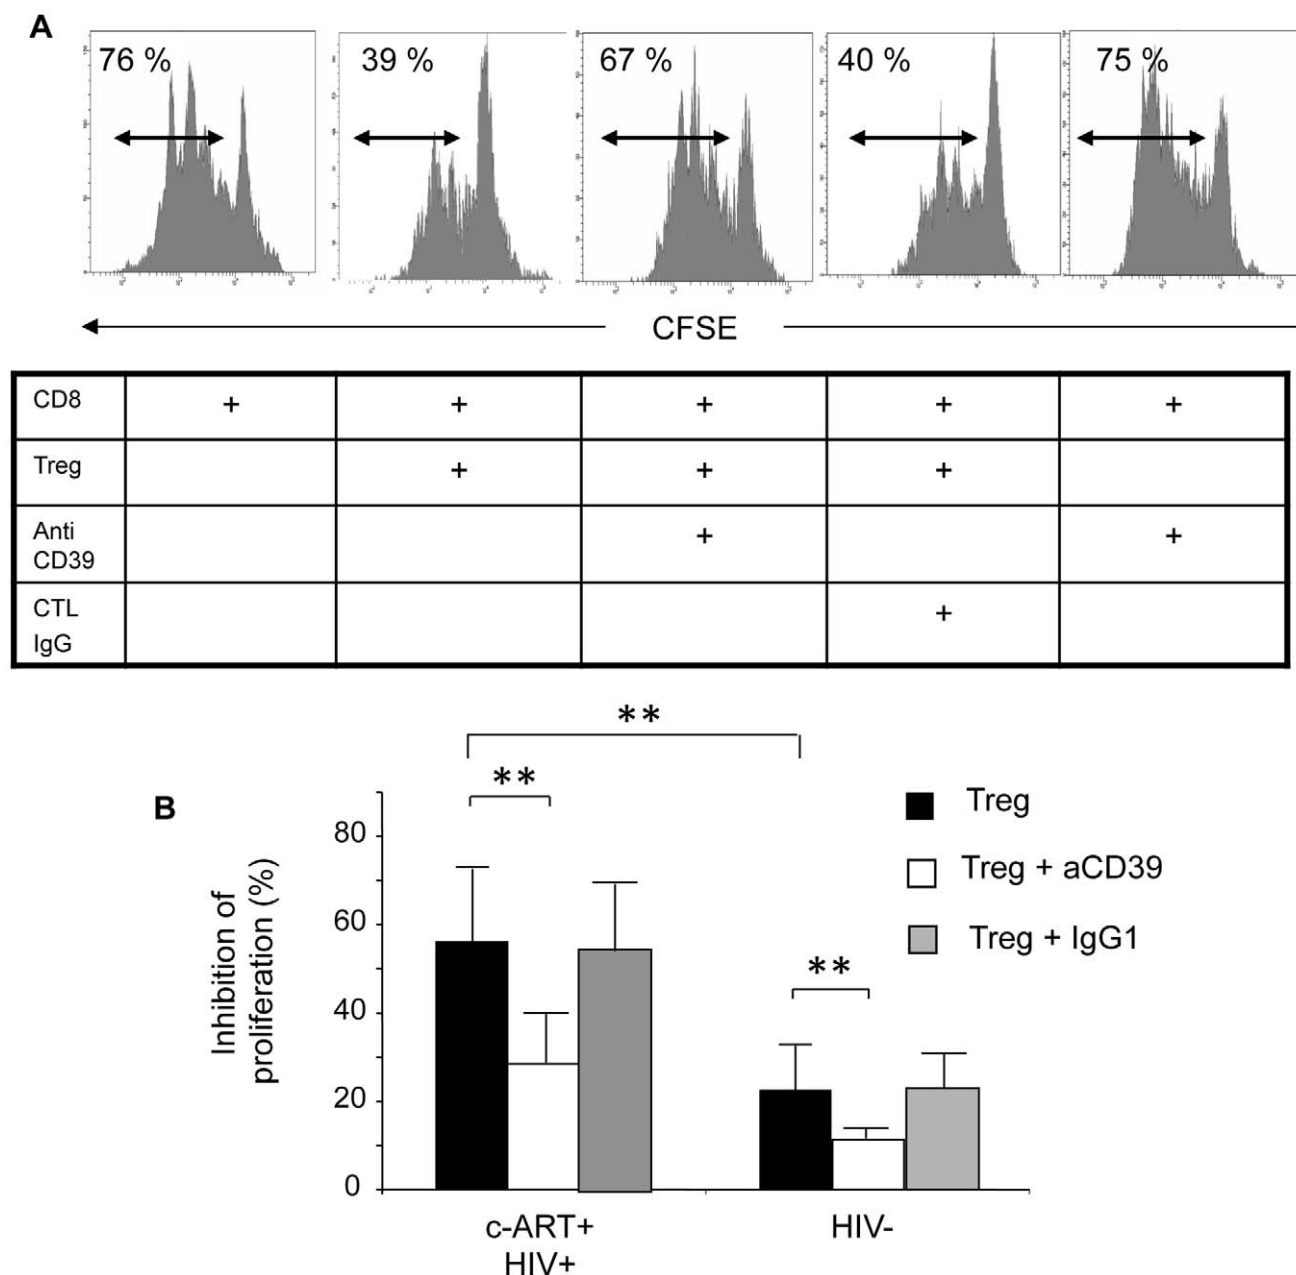 A
76 % 39 % 67 % 40 % 75 %
CFSE
CD8 + + + + +
Treg + + +
Anti
CD39 + +
CTL
IgG +
**
**
B
Treg
Treg + aCD39
Treg + IgG1
**
Inhibition of
proliferation (%)
80
60
40
20
0
c-ART+
HIV+
HIV-